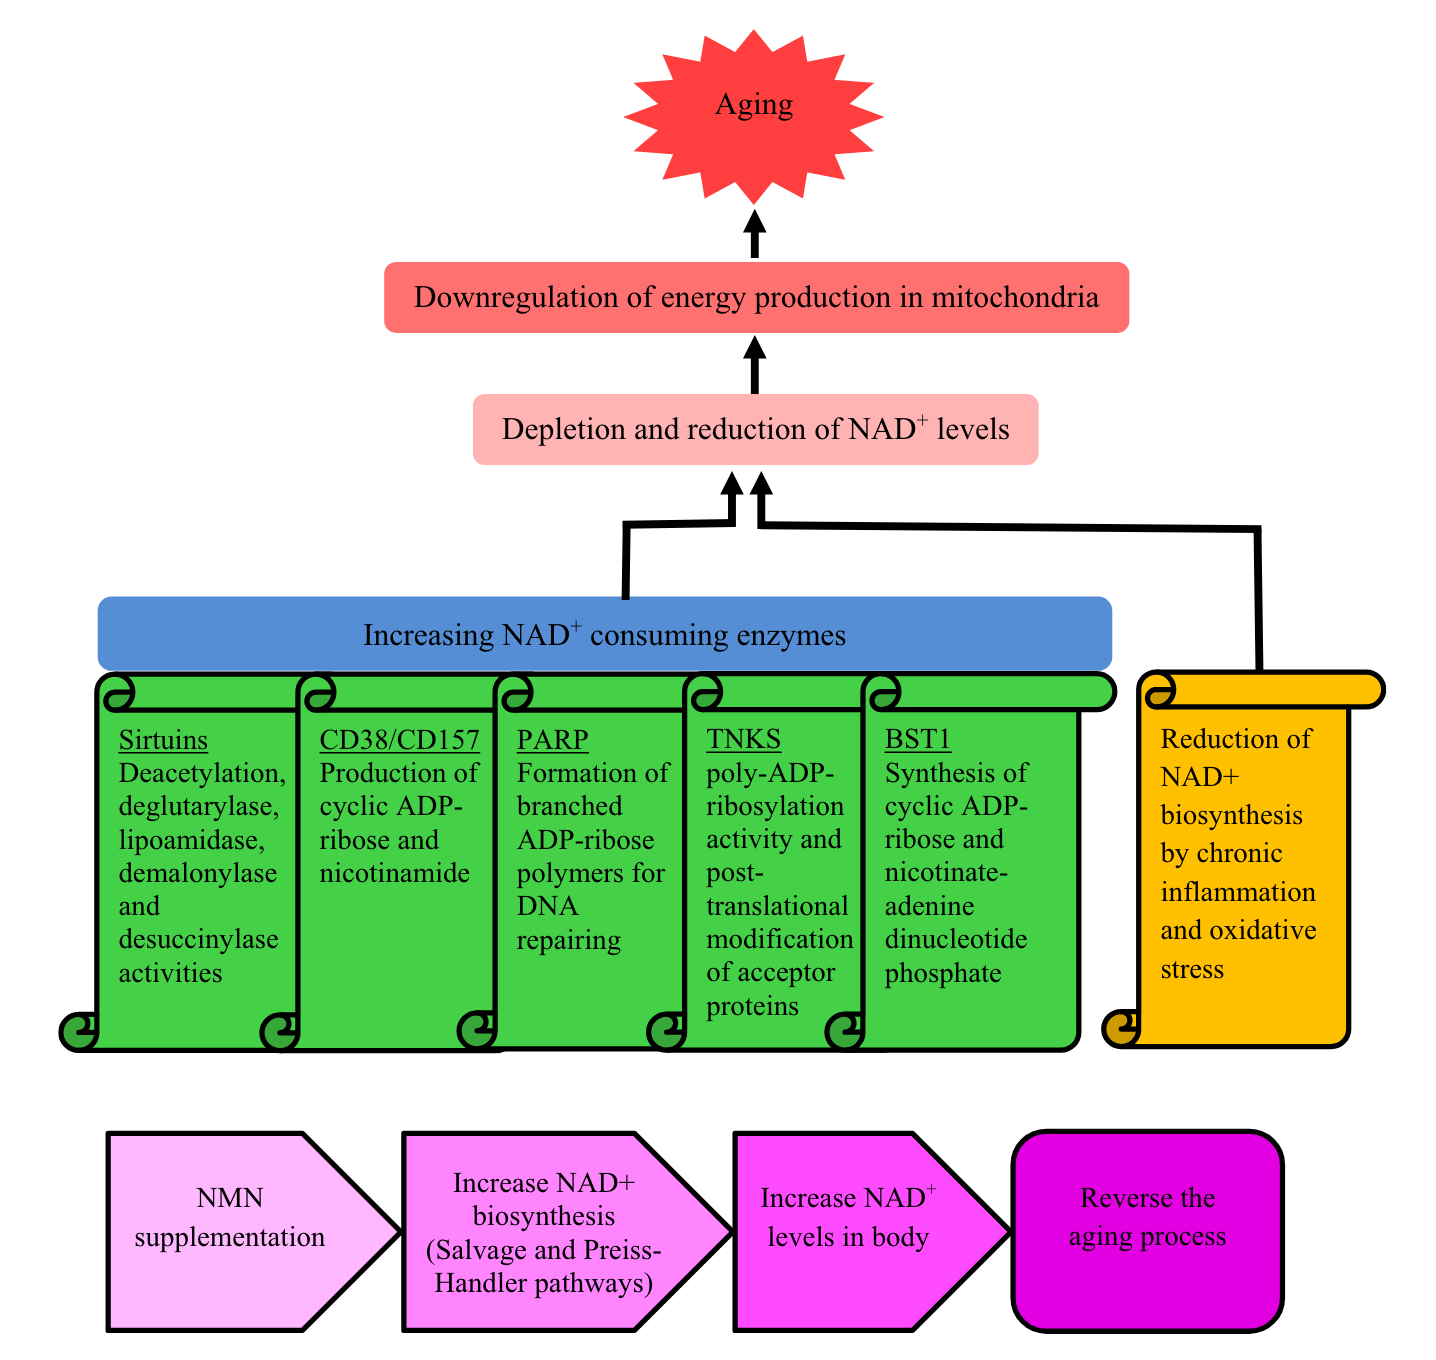 Aging
Downregulation of energy production in mitochondria
Depletion and reduction of NAD⁺ levels
Increasing NAD⁺ consuming enzymes
Sirtuins
Deacetylation,
deglutarylase,
lipoamidase,
demalonylase
and
desuccinylase
activities
CD38/CD157
Production of
cyclic ADP-
ribose and
nicotinamide
PARP
Formation of
branched
ADP-ribose
polymers for
DNA
repairing
TNKS
poly-ADP-
ribosylation
activity and
post-
translational
modification
of acceptor
proteins
BST1
Synthesis of
cyclic ADP-
ribose and
nicotinate-
adenine
dinucleotide
phosphate
Reduction of
NAD+
biosynthesis
by chronic
inflammation
and oxidative
stress
NMN
supplementation
Increase NAD+
biosynthesis
(Salvage and Preiss-
Handler pathways)
Increase NAD⁺
levels in body
Reverse the
aging process